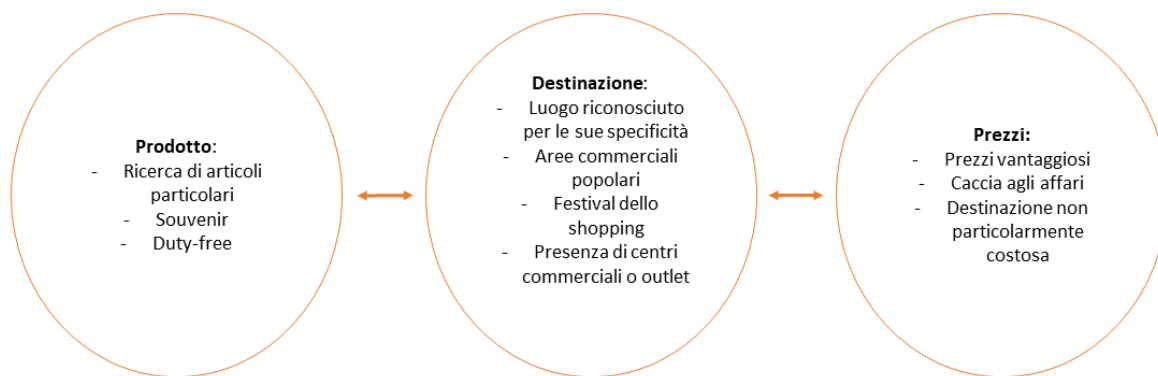 Prodotto:
- Ricerca di articoli
particolari
- Souvenir
- Duty-free
Destinazione:
- Luogo riconosciuto
per le sue specificità
- Aree commerciali
popolari
- Festival dello
shopping
- Presenza di centri
commerciali o outlet
Prezzi:
- Prezzi vantaggiosi
- Caccia agli affari
- Destinazione non
particolarmente
costosa